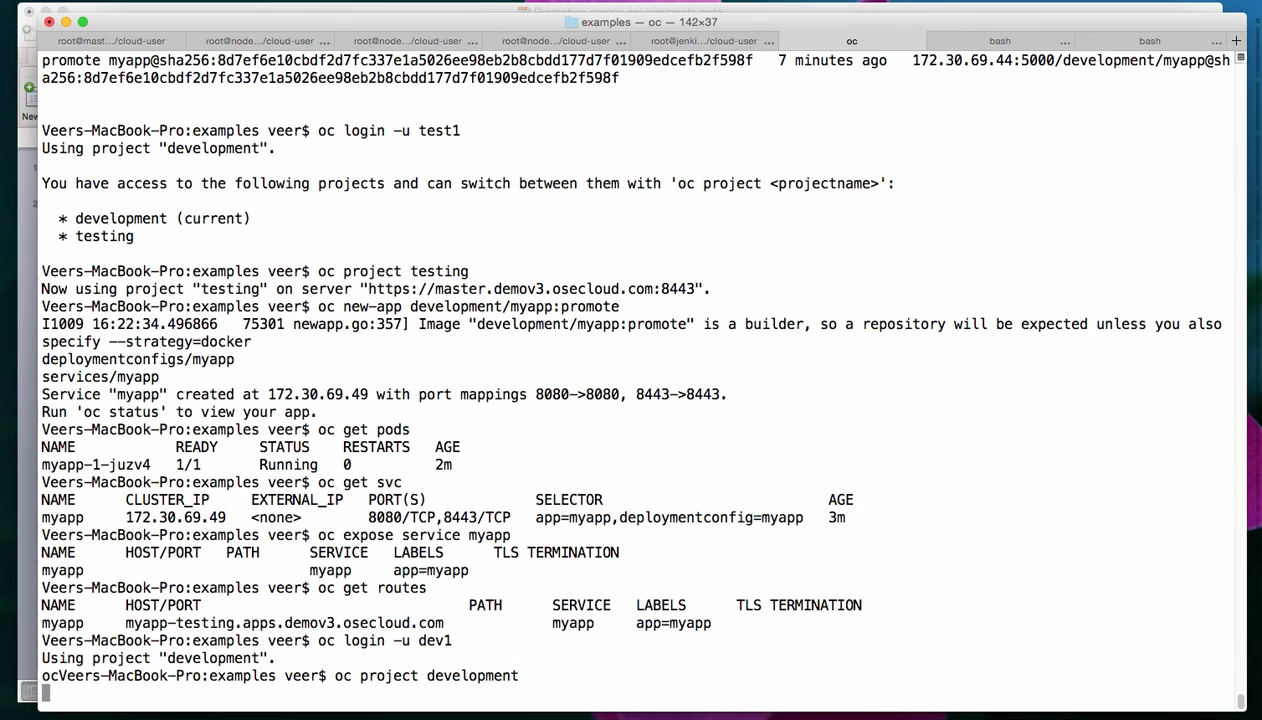 examples — oc — 142×37
root@mast.../cloud-user
root@node.../cloud-user ...
root@node.../cloud-user ...
root@node.../cloud-user ...
root@jenki.../cloud-user ...
oc
bash ...
bash ...
promote myapp@sha256:8d7ef6e10cbdf2d7fc337e1a5026ee98eb2b8cbdd177d7f01909edcefb2f598f   7 minutes ago   172.30.69.44:5000/development/myapp@sh
a256:8d7ef6e10cbdf2d7fc337e1a5026ee98eb2b8cbdd177d7f01909edcefb2f598f
New
Veers-MacBook-Pro:examples veer$ oc login -u test1
Using project "development".
You have access to the following projects and can switch between them with 'oc project <projectname>':
* development (current)
* testing
Veers-MacBook-Pro:examples veer$ oc project testing
Now using project "testing" on server "https://master.demov3.osecloud.com:8443".
Veers-MacBook-Pro:examples veer$ oc new-app development/myapp:promote
I1009 16:22:34.496866   75301 newapp.go:357] Image "development/myapp:promote" is a builder, so a repository will be expected unless you also
specify --strategy=docker
deploymentconfigs/myapp
services/myapp
Service "myapp" created at 172.30.69.49 with port mappings 8080->8080, 8443->8443.
Run 'oc status' to view your app.
Veers-MacBook-Pro:examples veer$ oc get pods
NAME            READY     STATUS    RESTARTS   AGE
myapp-1-juzv4   1/1       Running   0          2m
Veers-MacBook-Pro:examples veer$ oc get svc
NAME      CLUSTER_IP     EXTERNAL_IP   PORT(S)             SELECTOR                           AGE
myapp     172.30.69.49   <none>        8080/TCP,8443/TCP   app=myapp,deploymentconfig=myapp   3m
Veers-MacBook-Pro:examples veer$ oc expose service myapp
NAME      HOST/PORT   PATH      SERVICE   LABELS      TLS TERMINATION
myapp                           myapp     app=myapp
Veers-MacBook-Pro:examples veer$ oc get routes
NAME      HOST/PORT                                PATH      SERVICE   LABELS      TLS TERMINATION
myapp     myapp-testing.apps.demov3.osecloud.com             myapp     app=myapp
Veers-MacBook-Pro:examples veer$ oc login -u dev1
Using project "development".
ocVeers-MacBook-Pro:examples veer$ oc project development